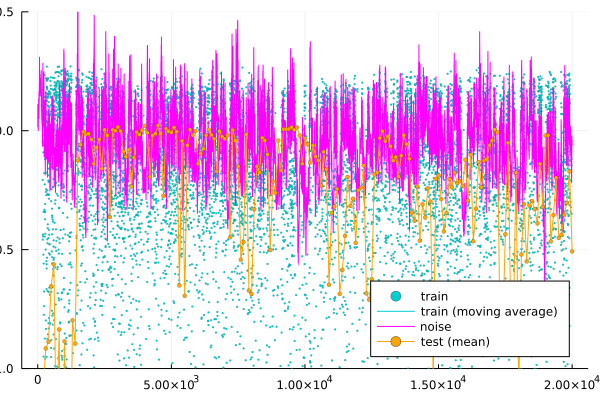 0.5
0.0
0.5
1.0
0
5.00×10³
1.00×10⁴
1.50×10⁴
2.00×10⁴
train
train (moving average)
noise
test (mean)